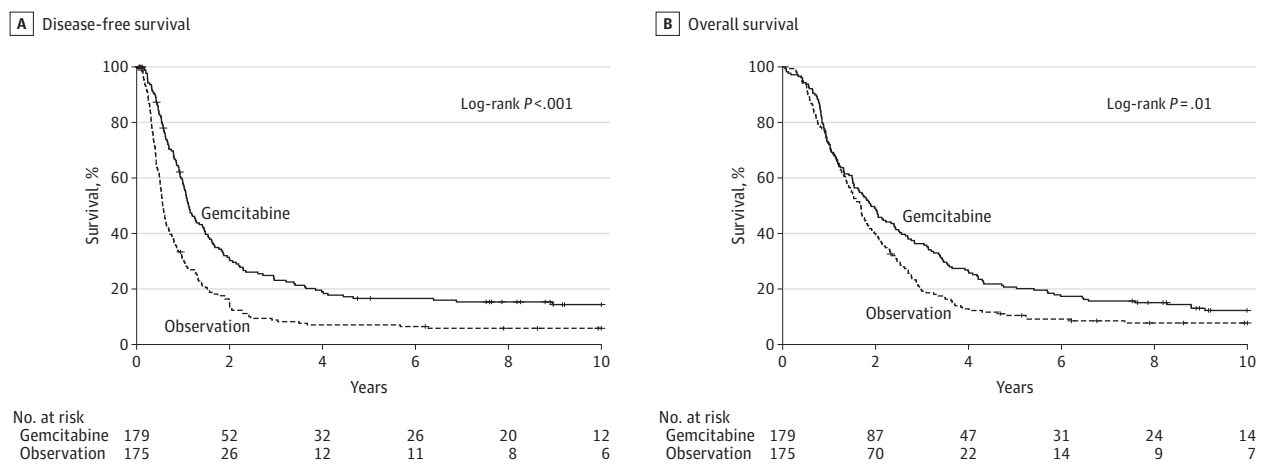 A Disease-free survival
100
80
60
40
20
0
Survival, %
Log-rank P<.001
Gemcitabine
Observation
0 2 4 6 8 10
Years
No. at risk
Gemcitabine 179 52 32 26 20 12
Observation 175 26 12 11 8 6
B Overall survival
100
80
60
40
20
0
Survival, %
Log-rank P=.01
Gemcitabine
Observation
0 2 4 6 8 10
Years
No. at risk
Gemcitabine 179 87 47 31 24 14
Observation 175 70 22 14 9 7